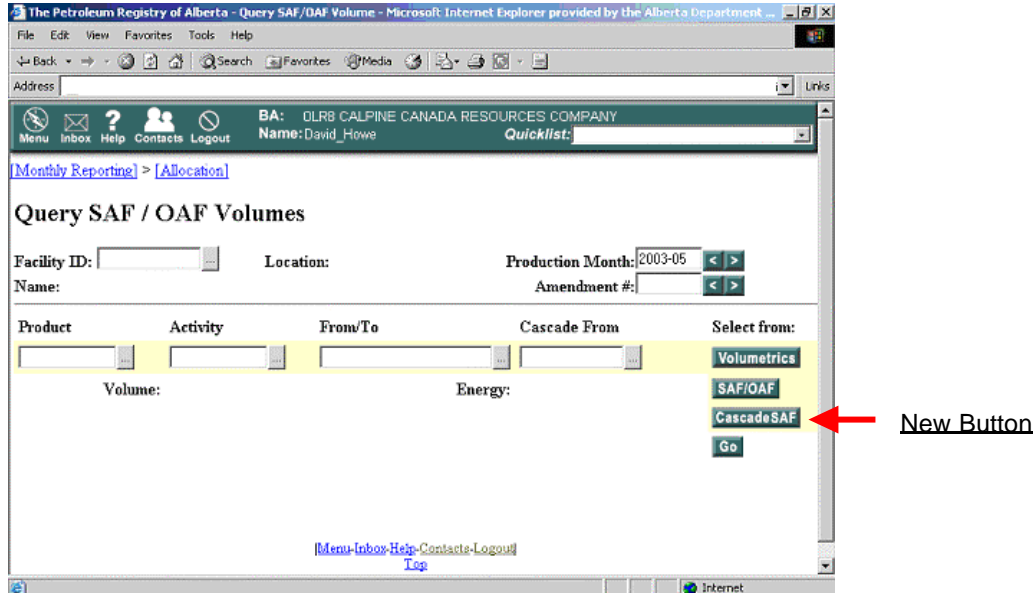 The Petroleum Registry of Alberta - Query SAF/OAF Volume - Microsoft Internet Explorer provided by the Alberta Department ...
File Edit View Favorites Tools Help
Back Search Favorites Media
Address Links
Menu Inbox Help Contacts Logout
BA: OLR8 CALPINE CANADA RESOURCES COMPANY
Name: David_Howe Quicklist:
[Monthly Reporting] > [Allocation]
Query SAF / OAF Volumes
Facility ID: ... Location: Production Month: 2003-05 < >
Name: Amendment #: < >
Product Activity From/To Cascade From Select from:
... ... ... ... Volumetrics
Volume: Energy: SAF/OAF
CascadeSAF
New Button
Go
[Menu-Inbox-Help-Contacts-Logout]
Top
Internet